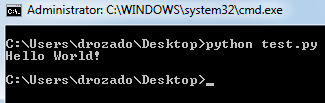 Administrator: C:\WINDOWS\system32\cmd.exe
C:\Users\drozado\Desktop>python test.py
Hello World!
C:\Users\drozado\Desktop>_